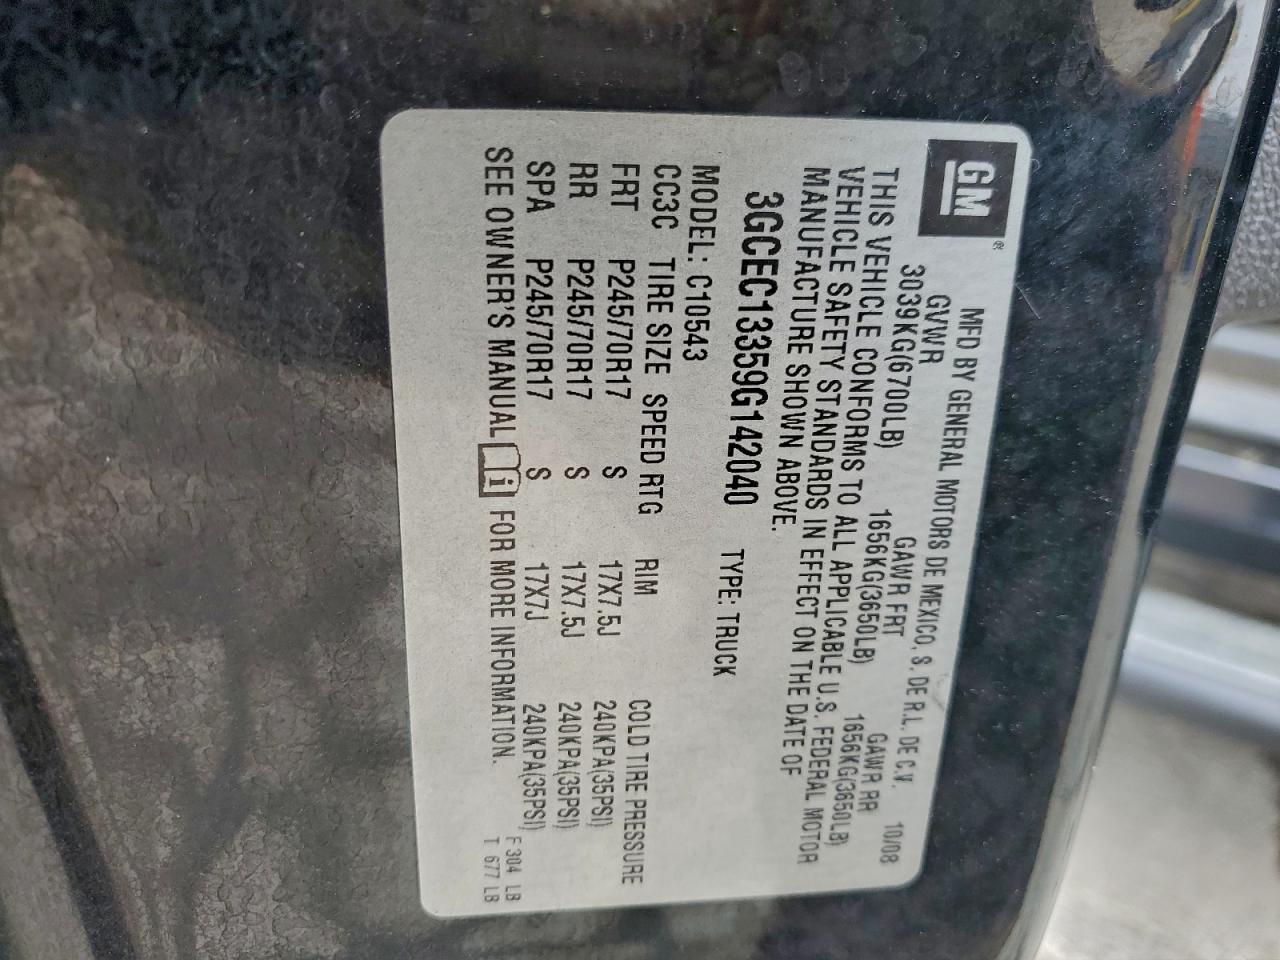 GM®
MFD BY GENERAL MOTORS DE MEXICO, S. DE R.L. DE C.V. 10/08
GVWR GAWR FRT GAWR RR
3039KG(6700LB) 1656KG(3650LB) 1656KG(3650LB)
THIS VEHICLE CONFORMS TO ALL APPLICABLE U.S. FEDERAL MOTOR
VEHICLE SAFETY STANDARDS IN EFFECT ON THE DATE OF
MANUFACTURE SHOWN ABOVE.
3GCEC13359G142040 TYPE: TRUCK
MODEL: C10543
CC3C TIRE SIZE SPEED RTG RIM COLD TIRE PRESSURE
FRT P245/70R17 S 17X7.5J 240KPA(35PSI)
RR P245/70R17 S 17X7.5J 240KPA(35PSI)
SPA P245/70R17 S 17X7J 240KPA(35PSI)
SEE OWNER'S MANUAL i FOR MORE INFORMATION.
F 304 LB
T 677 LB